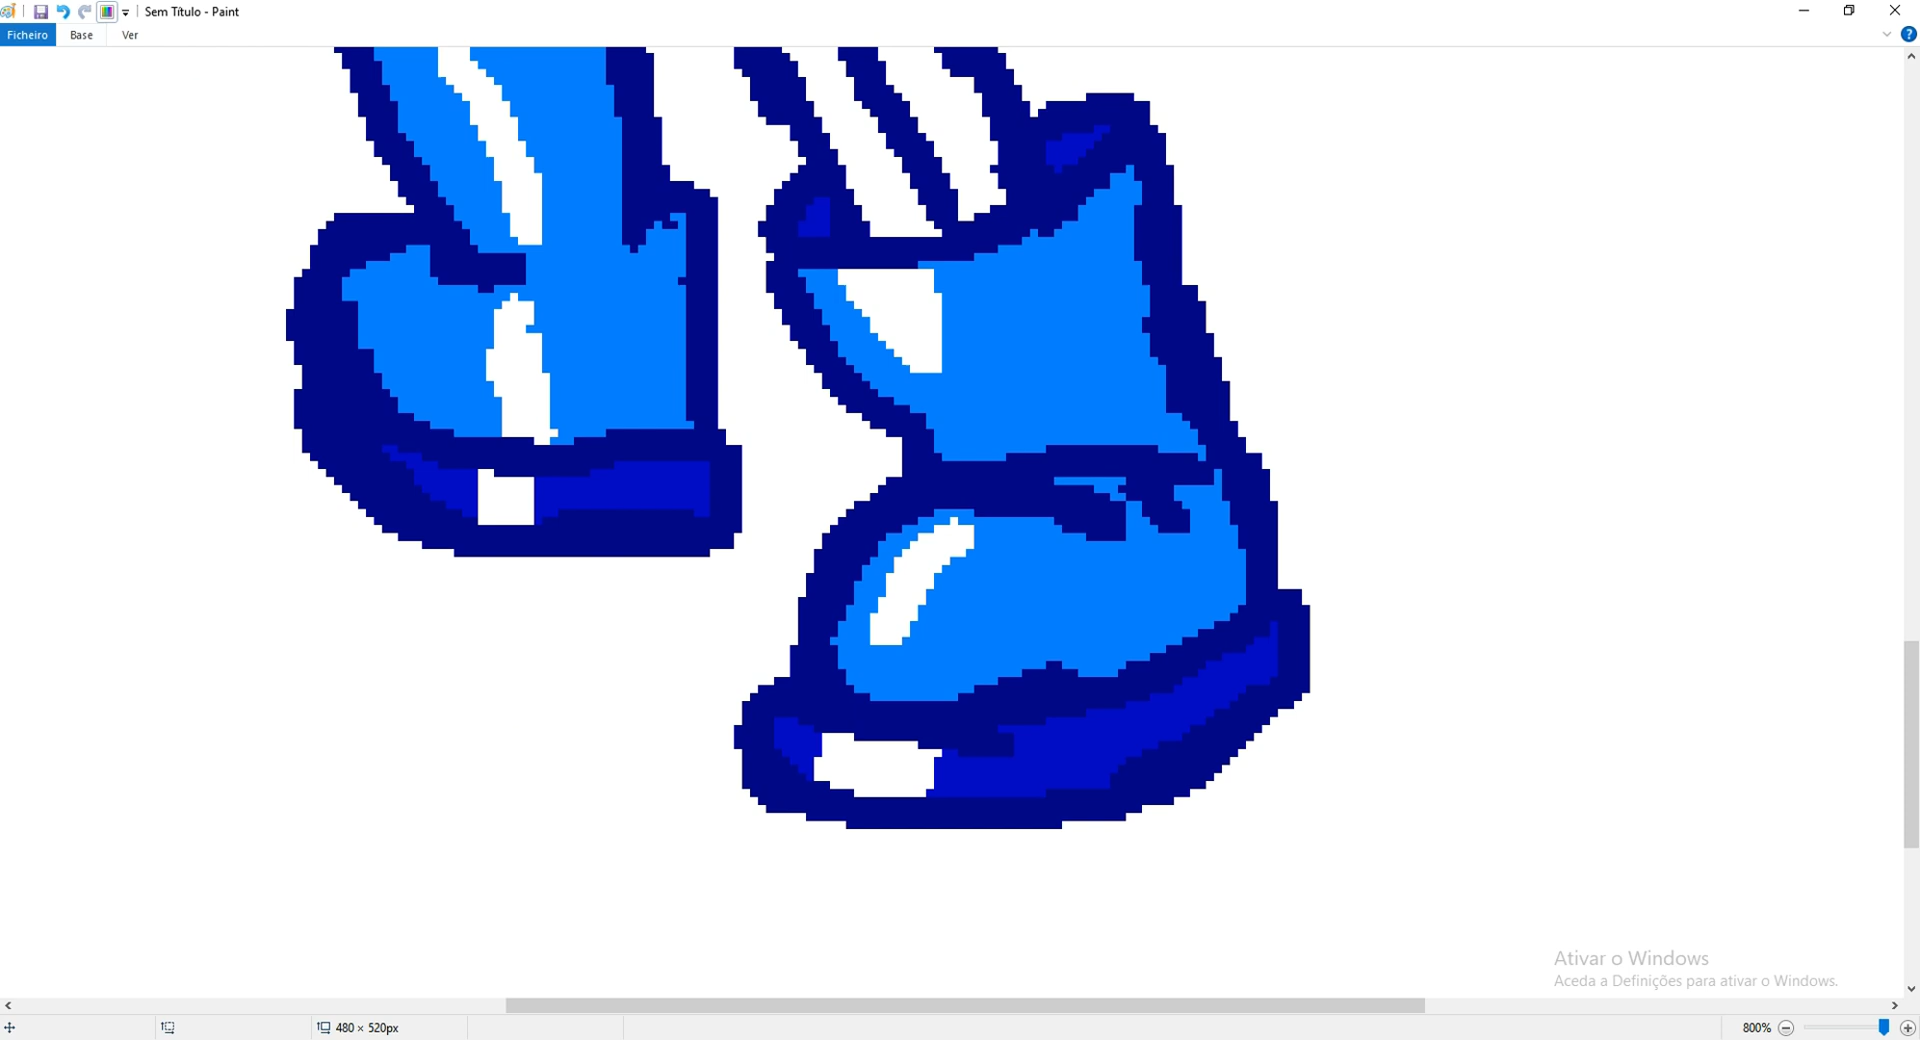 Sem Título - Paint
Ficheiro Base Ver
?
Ativar o Windows
Aceda a Definições para ativar o Windows.
480 × 520px
800%